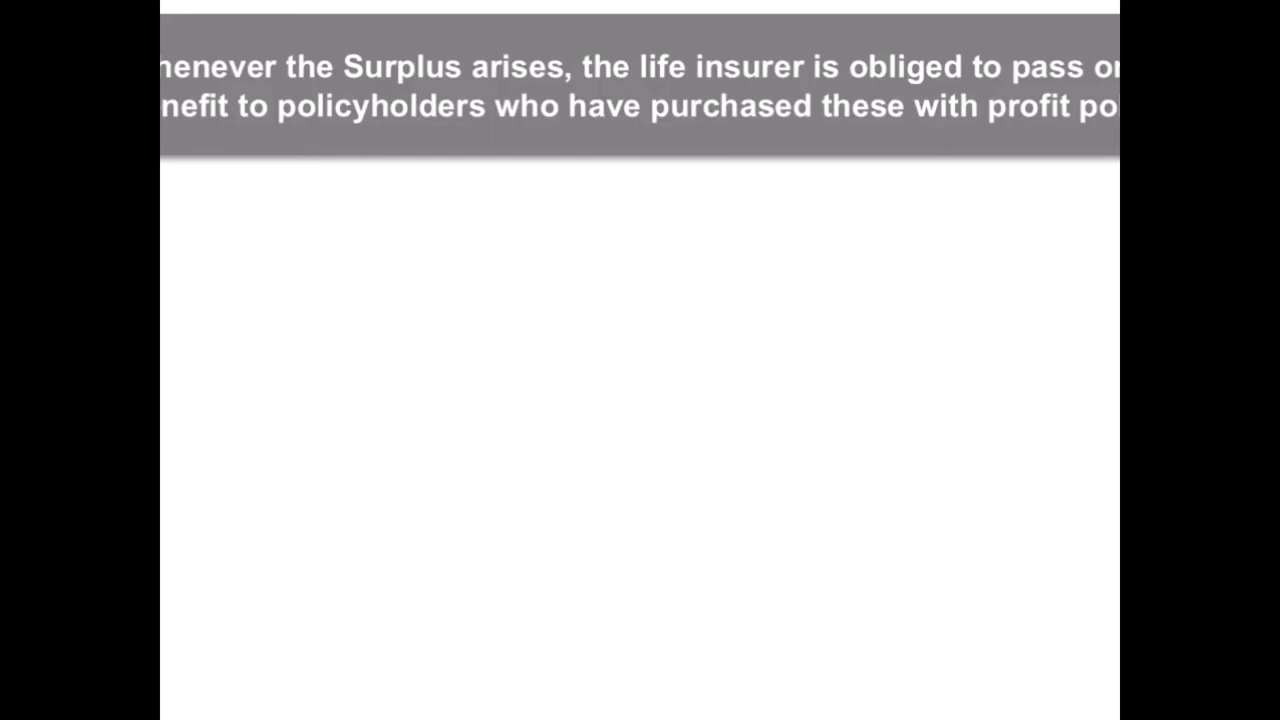 henever the Surplus arises, the life insurer is obliged to pass on
nefit to policyholders who have purchased these with profit po